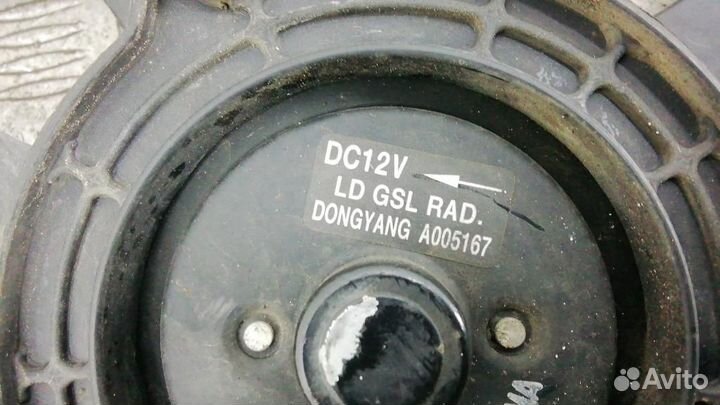 DC12V
LD GSL RAD.
DONGYANG A005167
Avito